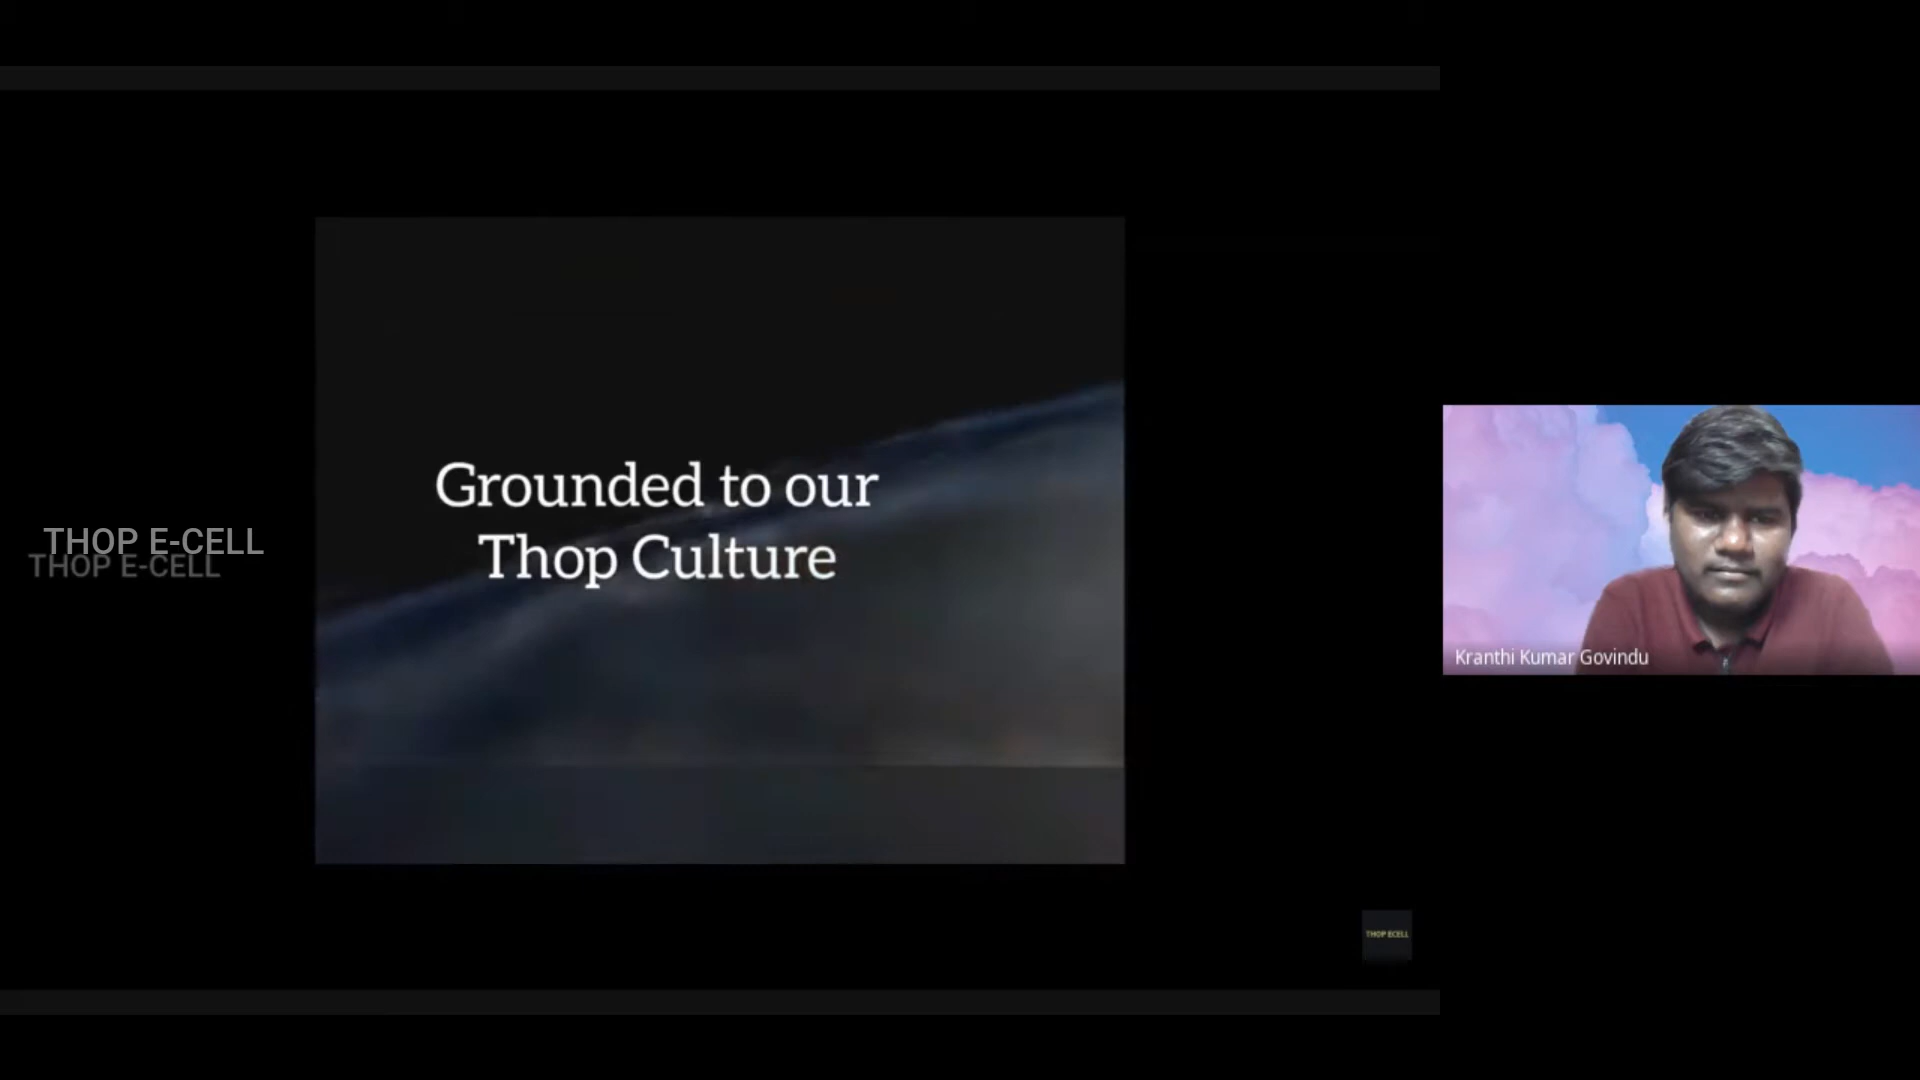 THOP E-CELL
THOP E-CELL
Grounded to our
Thop Culture
Kranthi Kumar Govindu
THOP ECELL